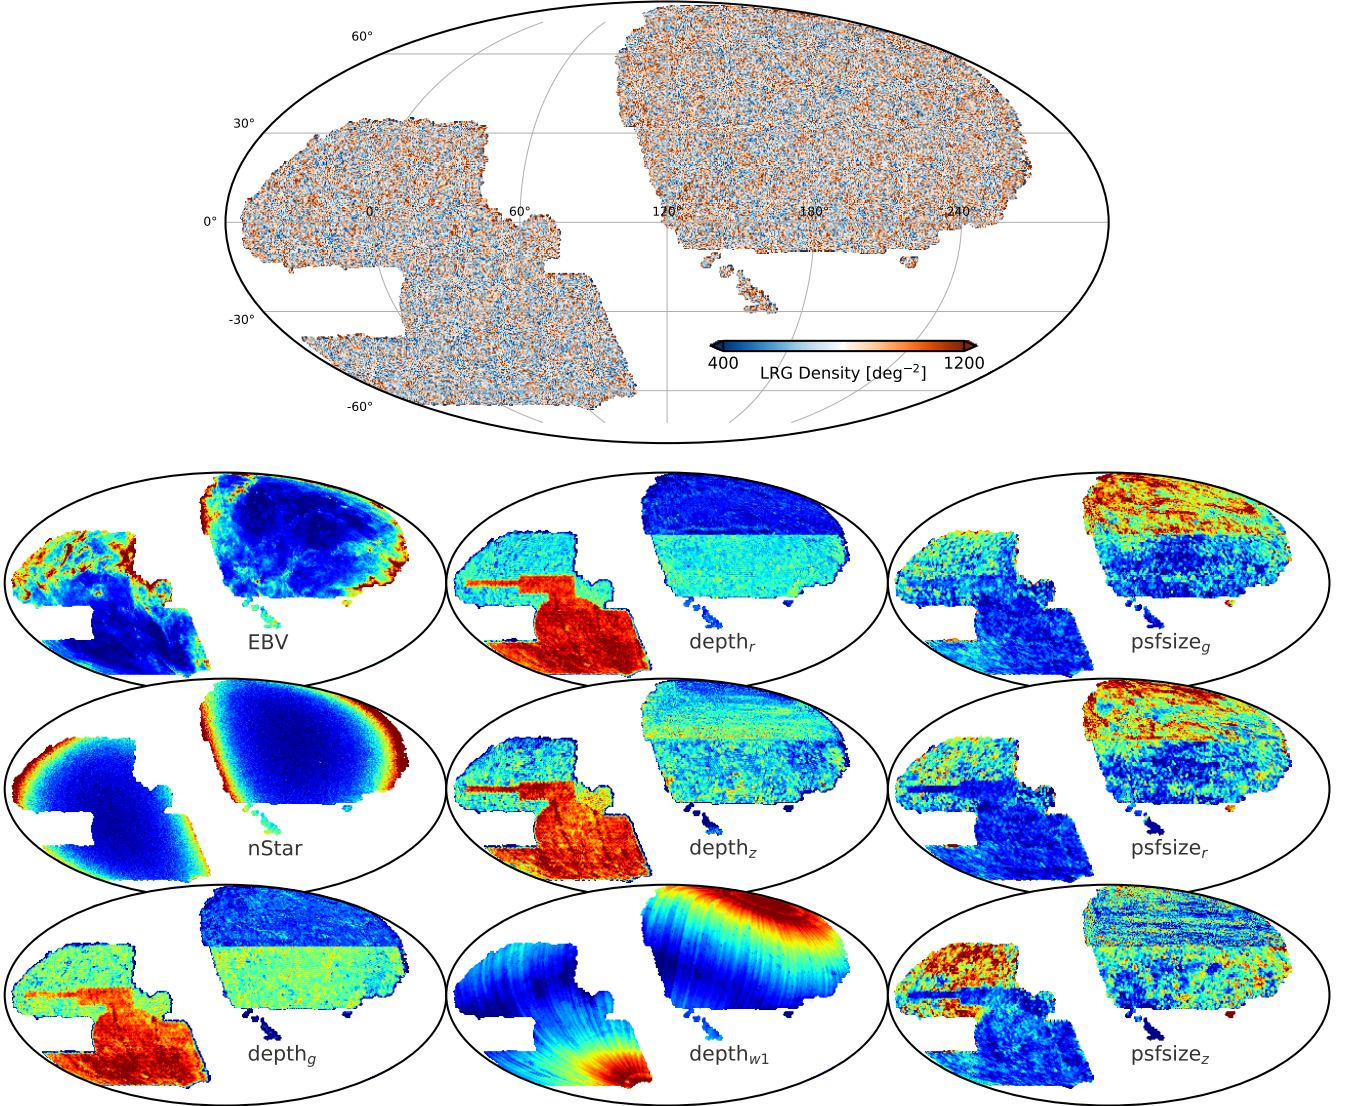 60°
30°
0° 0° 60° 120° 180° 240°
-30°
400 1200
LRG Density [deg⁻²]
-60°
EBV depthᵣ psfsize_g
nStar depth_z psfsize_r
depth_g depth_w1 psfsize_z